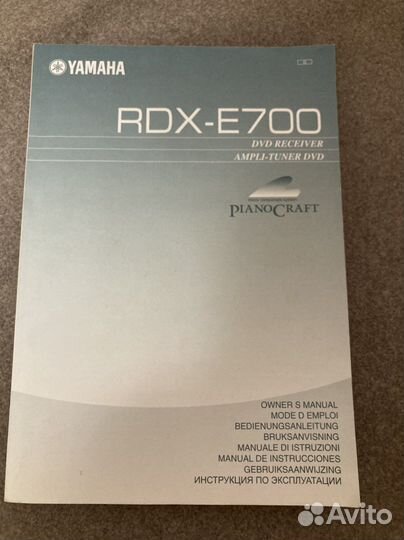 YAMAHA
RDX-E700
DVD RECEIVER
AMPLI-TUNER DVD
PIANOCRAFT
OWNER S MANUAL
MODE D EMPLOI
BEDIENUNGSANLEITUNG
BRUKSANVISNING
MANUALE DI ISTRUZIONI
MANUAL DE INSTRUCCIONES
GEBRUIKSAANWIJZING
ИНСТРУКЦИЯ ПО ЭКСПЛУАТАЦИИ
Avito